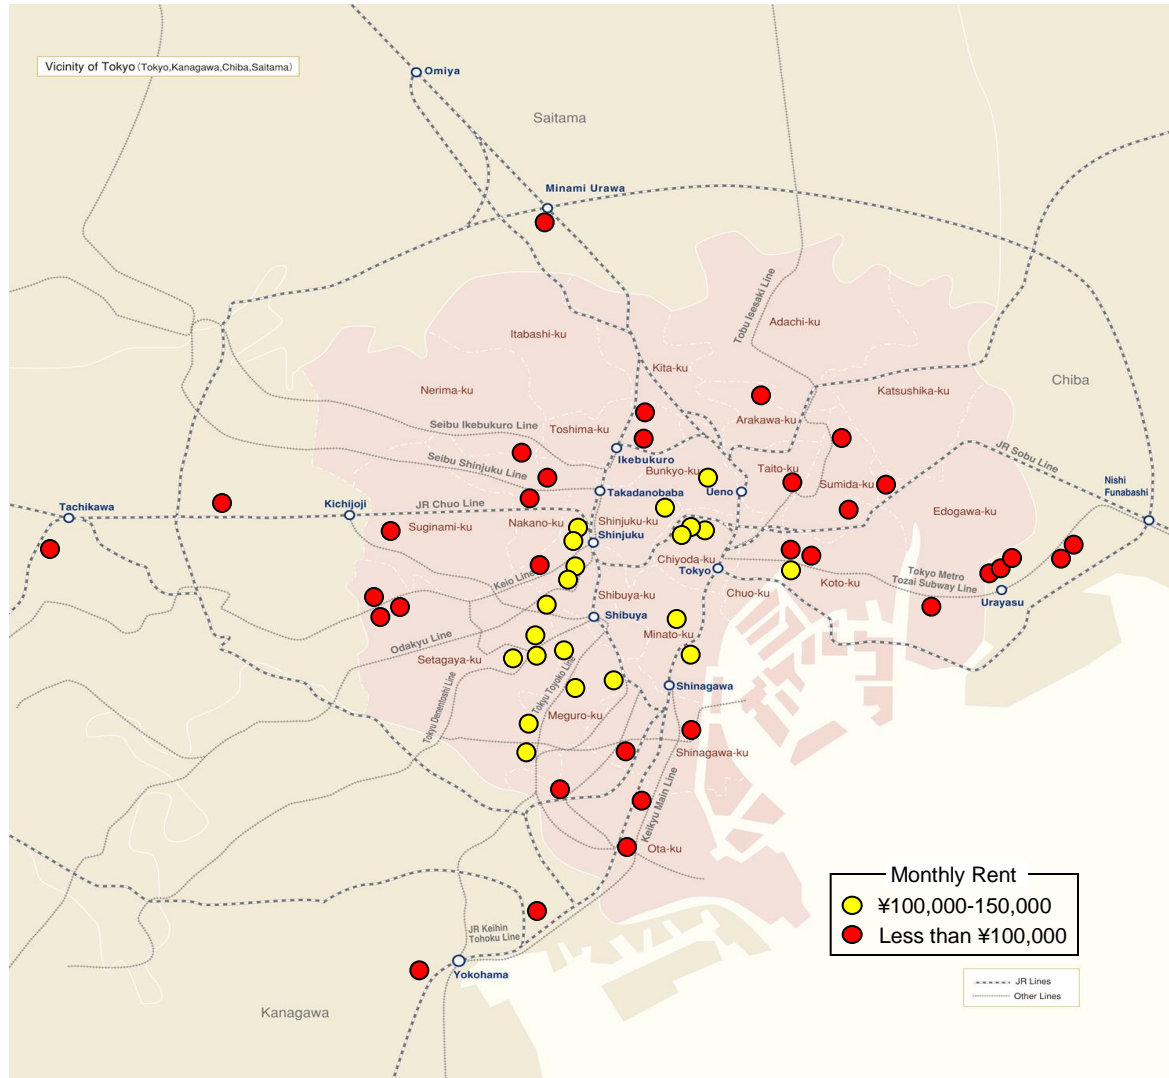 Vicinity of Tokyo (Tokyo,Kanagawa,Chiba,Saitama)
Omiya
Saitama
Minami Urawa
Tobu Isesaki Line
Adachi-ku
Itabashi-ku
Kita-ku
Chiba
Nerima-ku
Katsushika-ku
Arakawa-ku
Seibu Ikebukuro Line
Toshima-ku
JR Sobu Line
Ikebukuro
Seibu Shinjuku Line
Bunkyo-ku
Taito-ku
Sumida-ku
Takadanobaba
Ueno
Nishi
Funabashi
Tachikawa
Kichijoji
JR Chuo Line
Edogawa-ku
Suginami-ku
Nakano-ku
Shinjuku-ku
Shinjuku
Chiyoda-ku
Keio Line
Tokyo
Koto-ku
Tokyo Metro
Tozai Subway Line
Urayasu
Shibuya-ku
Chuo-ku
Shibuya
Odakyu Line
Minato-ku
Setagaya-ku
Tokyu Toyoko Line
Tokyu Denentoshi Line
Shinagawa
Meguro-ku
Shinagawa-ku
Keikyu Main Line
Ota-ku
Monthly Rent
¥100,000-150,000
Less than ¥100,000
JR Keihin
Tohoku Line
Yokohama
Kanagawa
JR Lines
Other Lines